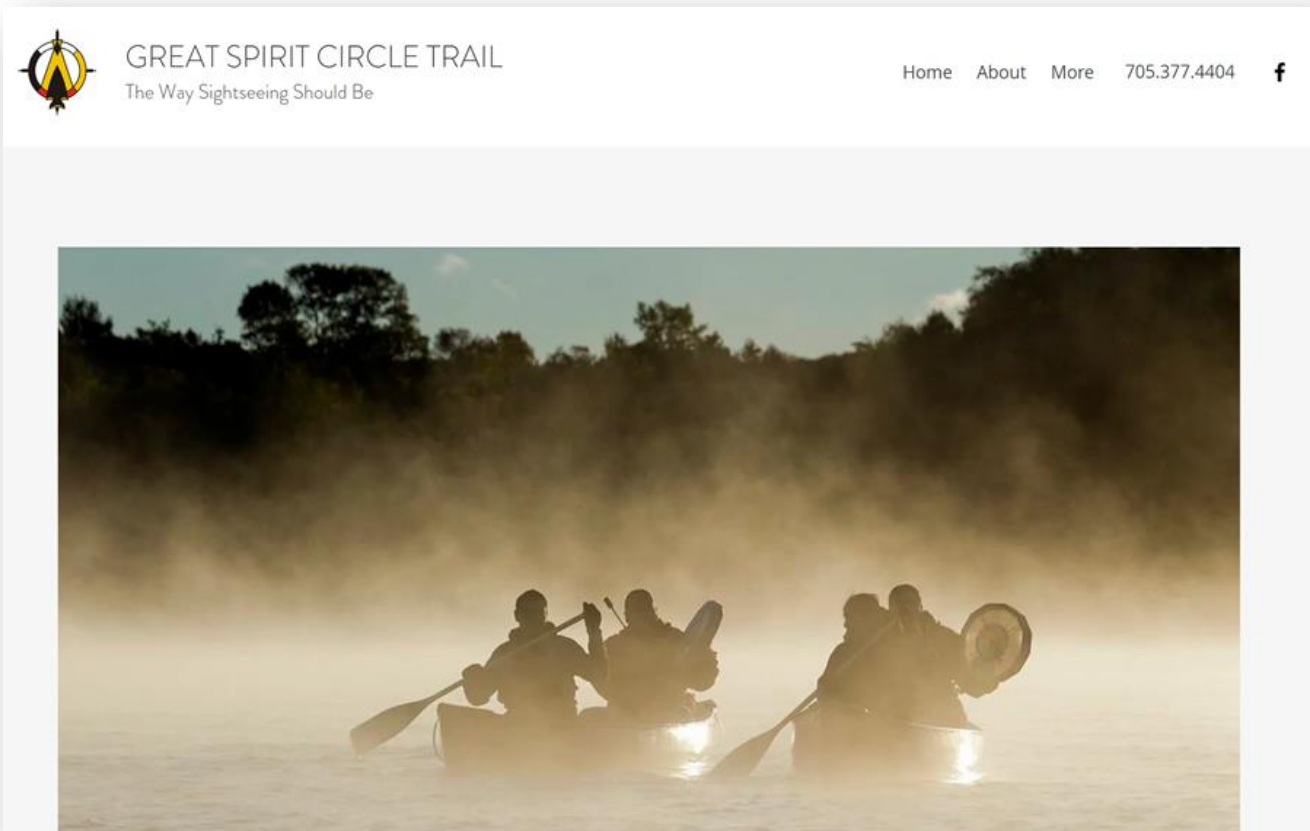 GREAT SPIRIT CIRCLE TRAIL
The Way Sightseeing Should Be
Home About More 705.377.4404 f